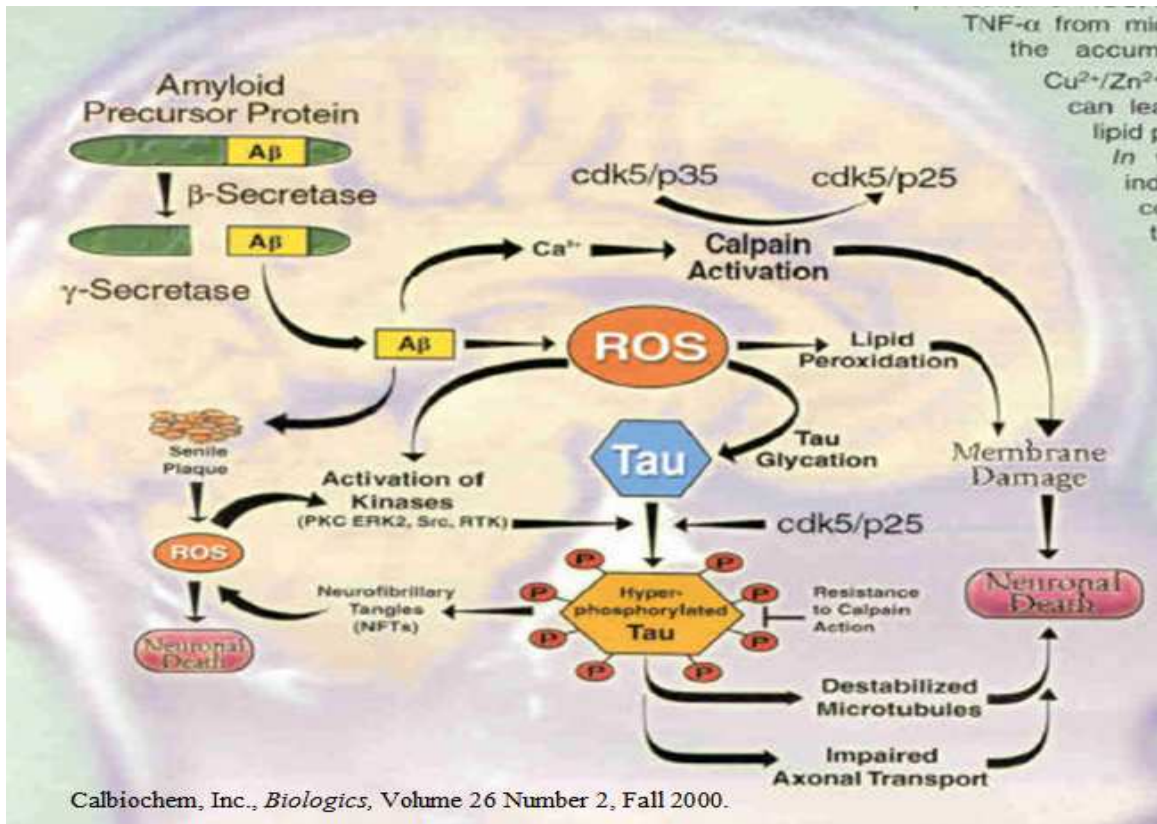 TNF-α from mic
the accum
Cu²⁺/Zn²⁺
can lea
lipid p
In
ind
co
t
Amyloid
Precursor Protein
Aβ
β-Secretase
Aβ
γ-Secretase
Aβ
cdk5/p35
cdk5/p25
Ca²⁺
Calpain
Activation
ROS
Lipid
Peroxidation
Senile
Plaque
Tau
Tau
Glycation
Membrane
Damage
Activation of
Kinases
(PKC ERK2, Src, RTK)
cdk5/p25
ROS
Neurofibrillary
Tangles
(NFTs)
P
P
P
P
P
P
P
P
Hyper-
phosphorylated
Tau
Resistance
to Calpain
Action
Neuronal
Death
Neuronal
Death
Destabilized
Microtubules
Impaired
Axonal Transport
Calbiochem, Inc., Biologics, Volume 26 Number 2, Fall 2000.